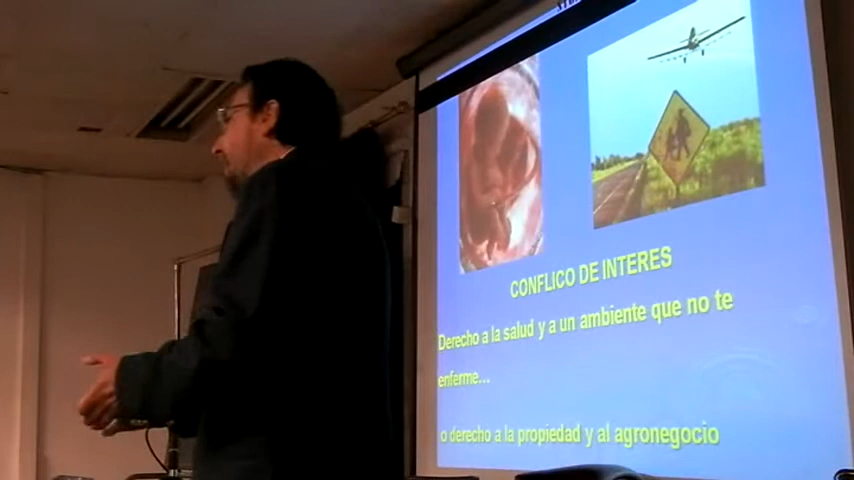 CONFLICO DE INTERES
Derecho a la salud y a un ambiente que no te
enferme...
o derecho a la propiedad y al agronegocio